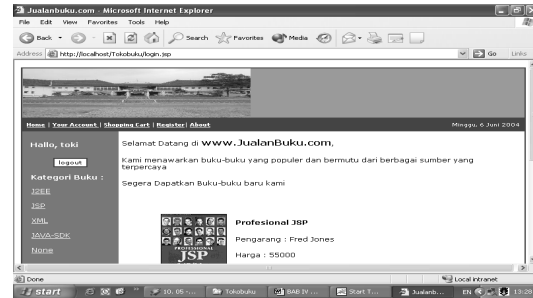 Jualanbuku.com - Microsoft Internet Explorer
File Edit View Favorites Tools Help
Back Search Favorites Media
Address http://localhost/Tokobuku/login.jsp Go Links
Home | Your Account | Shopping Cart | Register| About Minggu, 6 Juni 2004
Hallo, toki
logout
Kategori Buku :
J2EE
JSP
XML
JAVA-SDK
None
Selamat Datang di www.JualanBuku.com,
Kami menawarkan buku-buku yang populer dan bermutu dari berbagai sumber yang
terpercaya
Segera Dapatkan Buku-buku baru kami
PROFESSIONAL
JSP
Profesional JSP
Pengarang : Fred Jones
Harga : 55000
Done Local intranet
start 10. 05 -... Tokobuku BAB IV ... Start T... Jualanb... EN 13:28